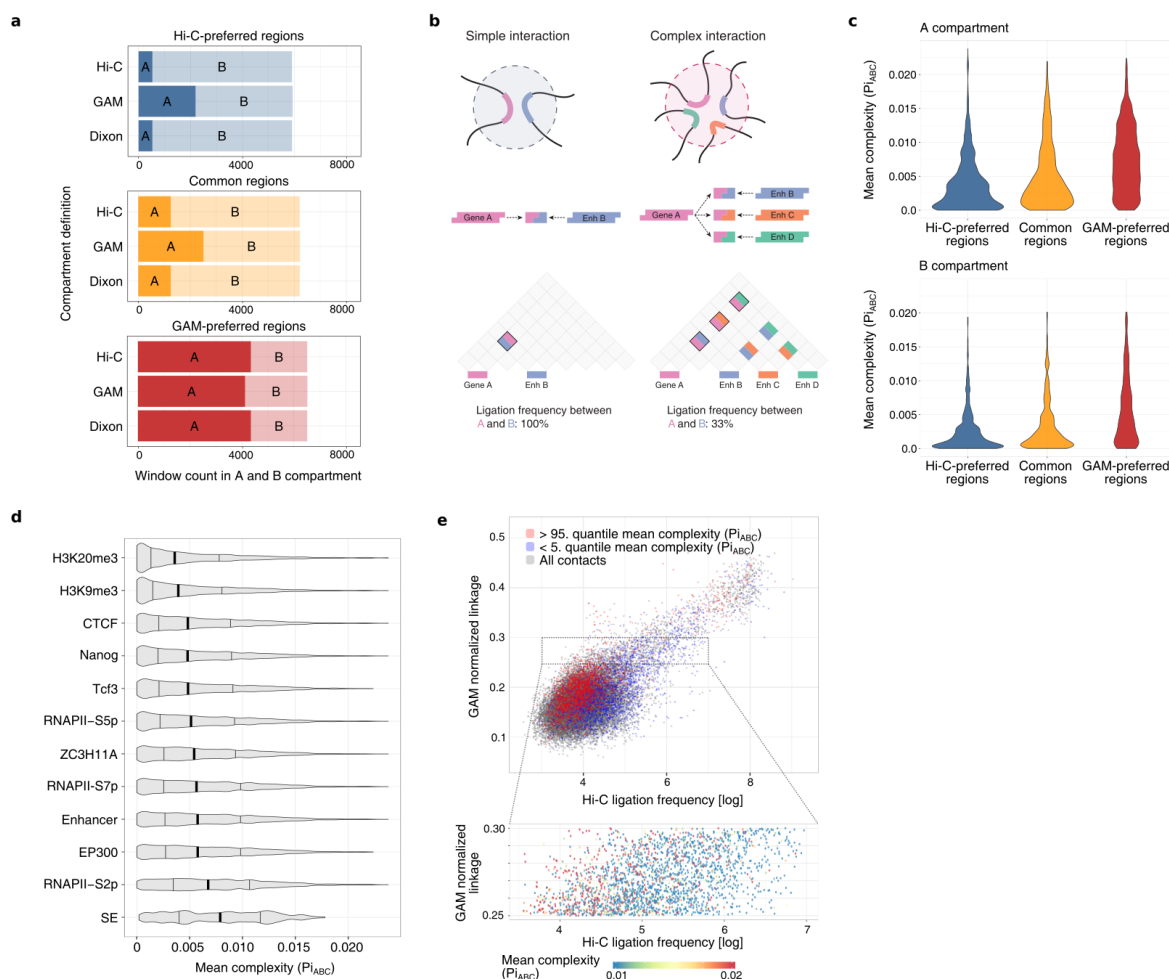 a
Hi-C-preferred regions
Hi-C
A
B
GAM
A
B
Dixon
A
B
0
4000
8000
Common regions
Hi-C
A
B
GAM
A
B
Dixon
A
B
0
4000
8000
GAM-preferred regions
Hi-C
A
B
GAM
A
B
Dixon
A
B
0
4000
8000
Compartment definition
Window count in A and B compartment
b
Simple interaction
Complex interaction
Gene A
Enh B
Gene A
Enh B
Enh C
Enh D
Gene A
Enh B
Gene A
Enh B
Enh C
Enh D
Ligation frequency between
A and B: 100%
Ligation frequency between
A and B: 33%
c
A compartment
Mean complexity (PiABC)
0.020
0.015
0.010
0.005
0.0
Hi-C-preferred
regions
Common
regions
GAM-preferred
regions
B compartment
Mean complexity (PiABC)
0.020
0.015
0.010
0.005
0.0
Hi-C-preferred
regions
Common
regions
GAM-preferred
regions
d
H3K20me3
H3K9me3
CTCF
Nanog
Tcf3
RNAPII-S5p
ZC3H11A
RNAPII-S7p
Enhancer
EP300
RNAPII-S2p
SE
0
0.005
0.010
0.015
0.020
Mean complexity (PiABC)
e
> 95. quantile mean complexity (PiABC)
< 5. quantile mean complexity (PiABC)
All contacts
GAM normalized linkage
0.5
0.4
0.3
0.2
0.1
4
6
8
Hi-C ligation frequency [log]
GAM normalized
linkage
0.30
0.25
4
5
6
7
Hi-C ligation frequency [log]
Mean complexity
(PiABC)
0.01
0.02